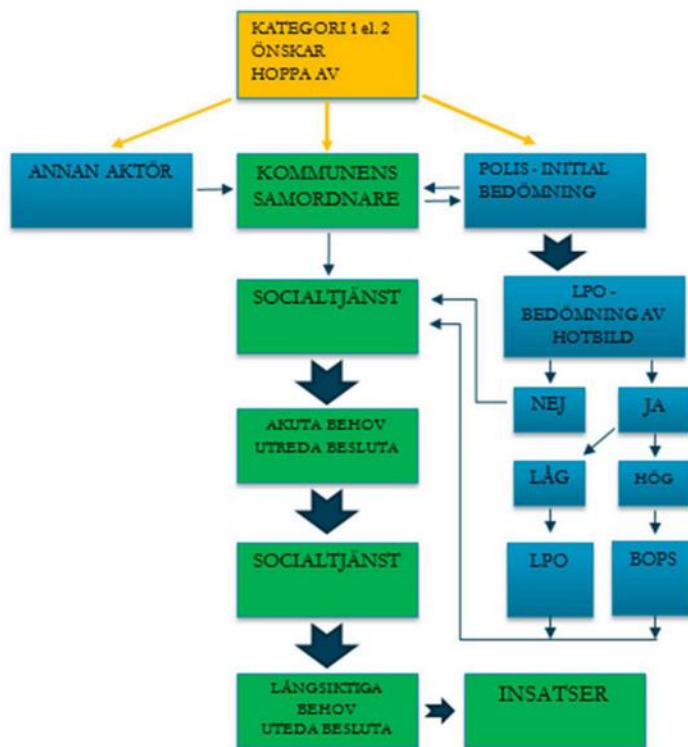 KATEGORI 1 el. 2
ÖNSKAR
HOPPA AV
ANNAN AKTÖR
KOMMUNENS
SAMORDNARE
POLIS - INITIAL
BEDÖMNING
SOCIALTJÄNST
LPO -
BEDÖMNING AV
HOTBILD
NEJ
JA
AKUTA BEHOV
UTREDA BESLUTA
LÅG
HÖG
SOCIALTJÄNST
LPO
BOPS
LÅNGSIKTIGA
BEHOV
UTEDA BESLUTA
INSATSER